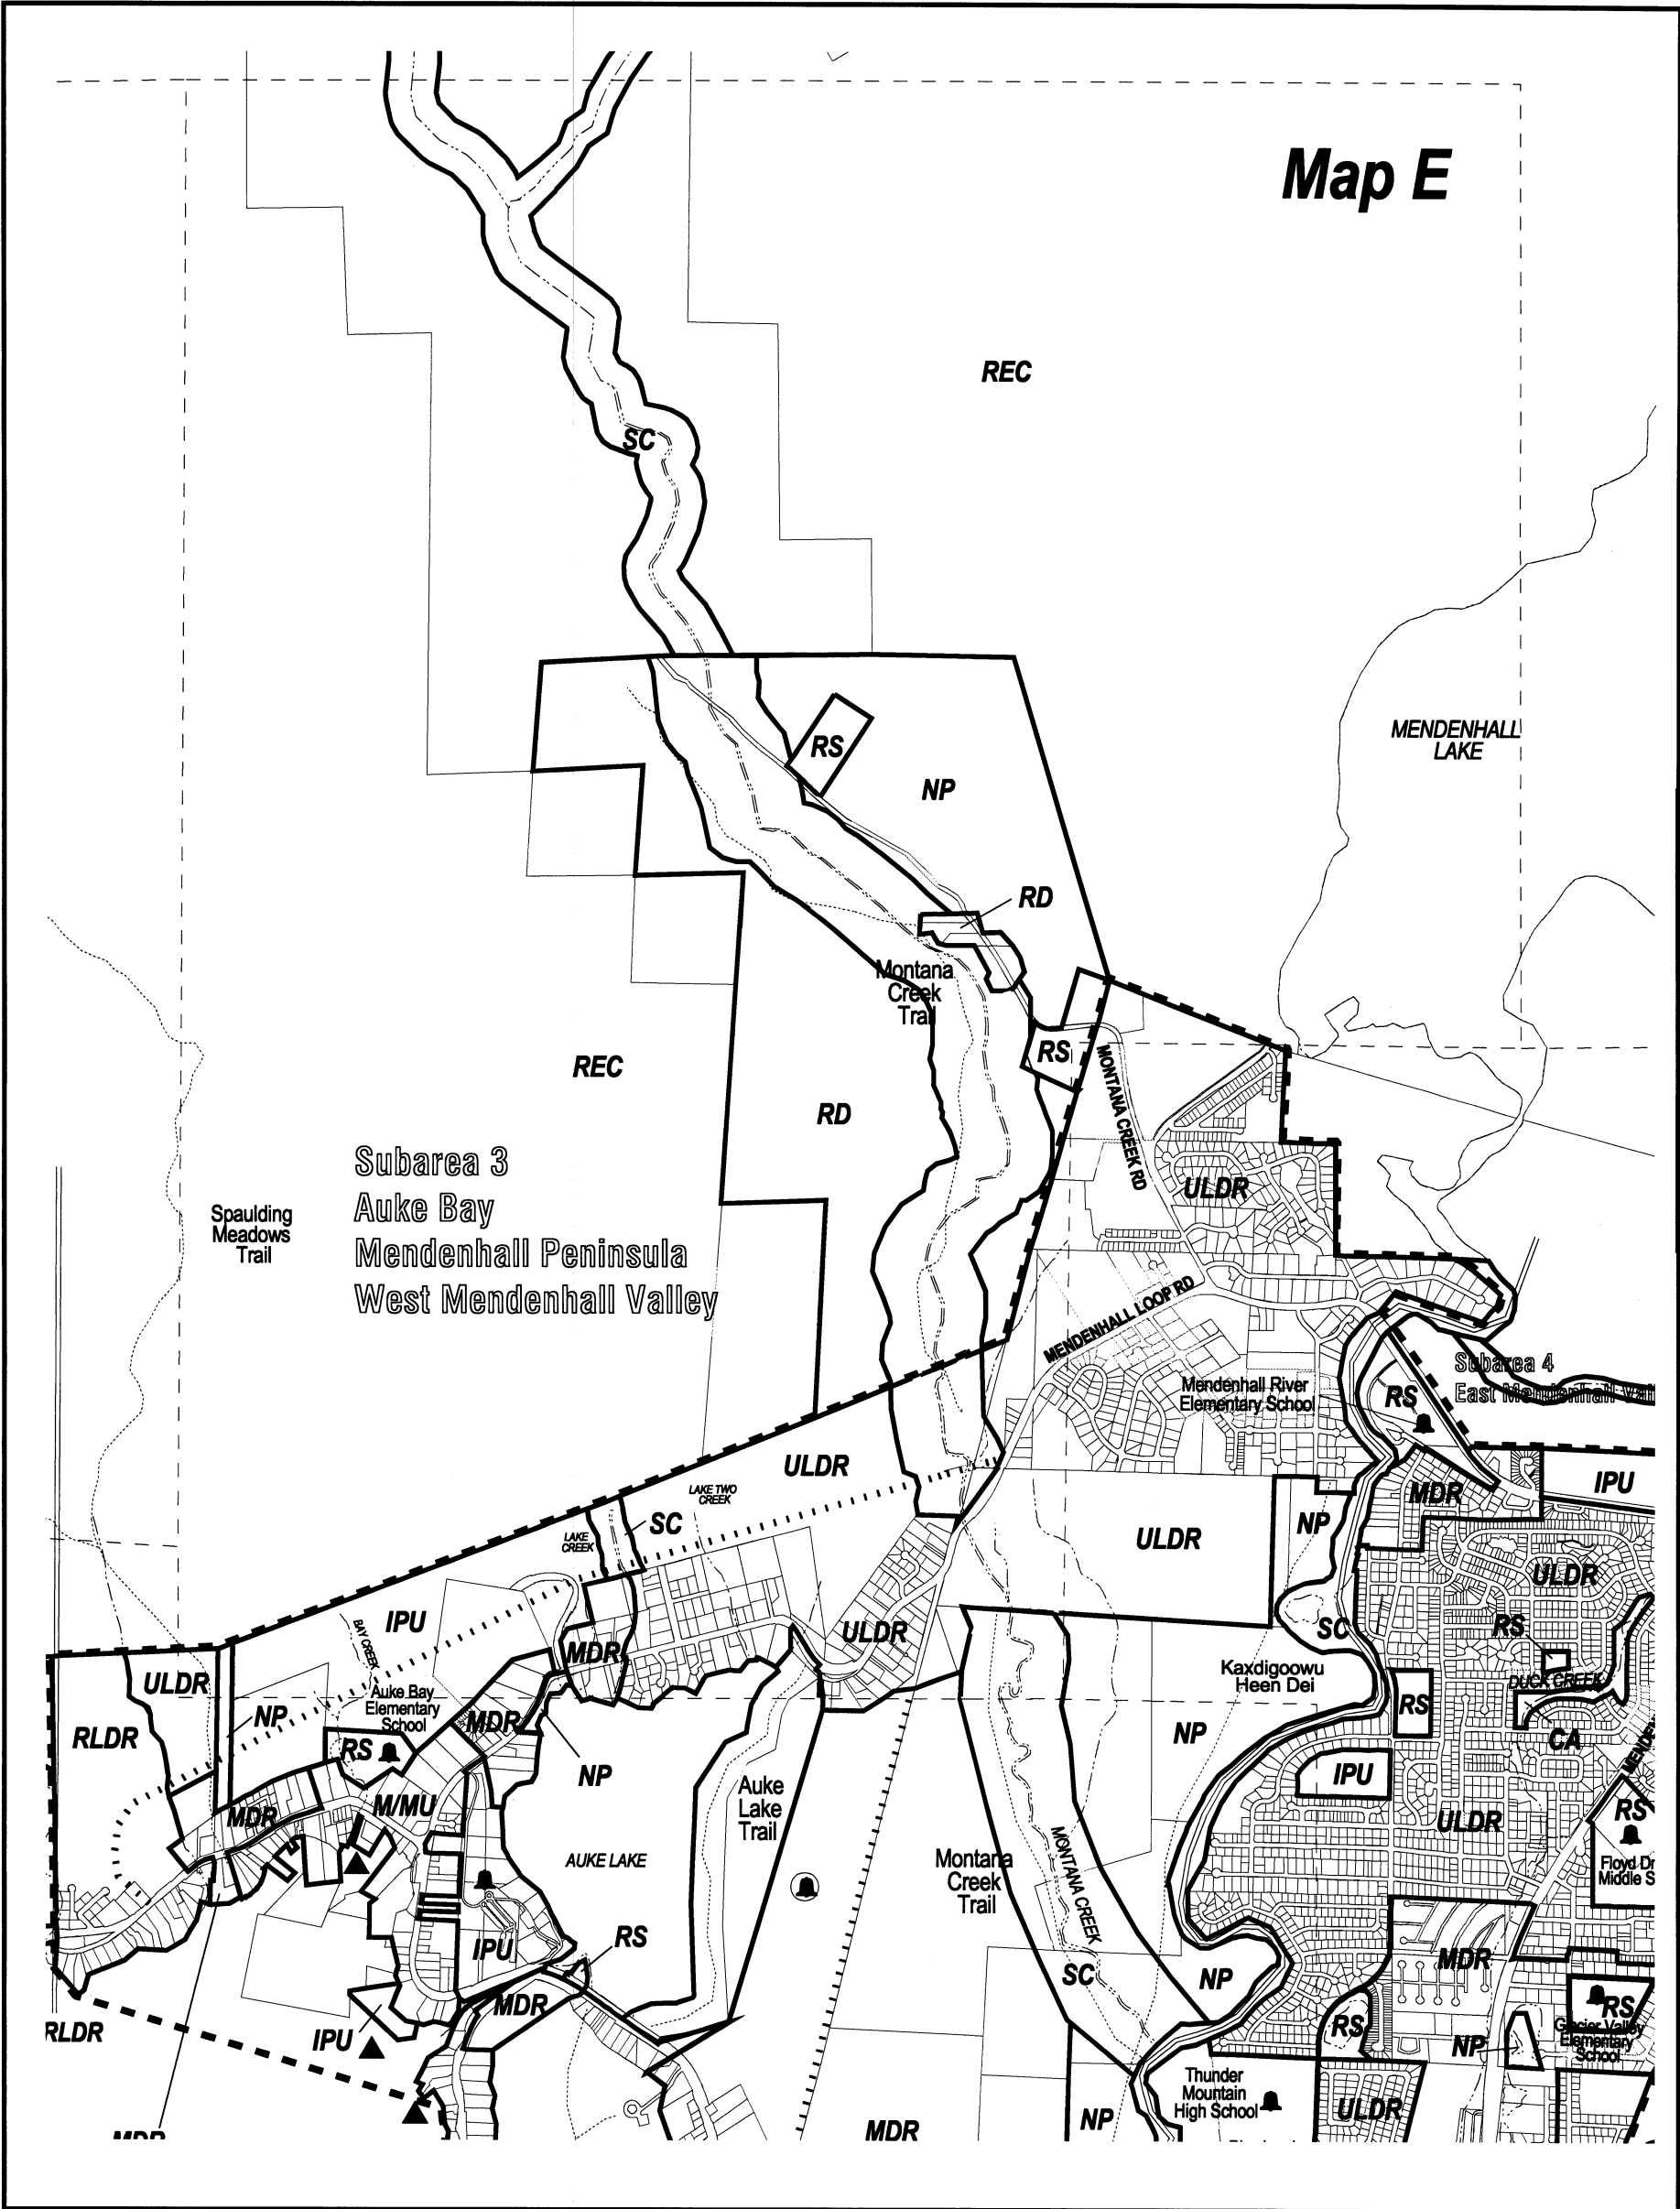 Map E
REC
SC
MENDENHALL
LAKE
RS
NP
RD
Montana
Creek
Trail
RS
MONTANA CREEK RD
REC
RD
Subarea 3
Auke Bay
Mendenhall Peninsula
West Mendenhall Valley
Spaulding
Meadows
Trail
ULDR
MENDENHALL LOOP RD
Mendenhall River
Elementary School
Subarea 4
East Mendenhall
RS
ULDR
LAKE TWO
CREEK
SC
LAKE
CREEK
MDR
IPU
NP
ULDR
ULDR
IPU
BAY CREEK
MDR
ULDR
SC
RS
DUCK CREEK
Kaxdigoowu
Heen Dei
RS
CA
ULDR
NP
RLDR
Auke Bay
Elementary
School
RS
MDR
NP
MDR
M/MU
Auke
Lake
Trail
NP
IPU
ULDR
RS
Floyd
Middle
AUKE LAKE
Montana
Creek
Trail
MONTANA CREEK
RS
IPU
SC
NP
MDR
MDR
RS
RS
Glacier Valley
Elementary
School
NP
RLDR
IPU
Thunder
Mountain
High School
ULDR
MDR
MDR
NP